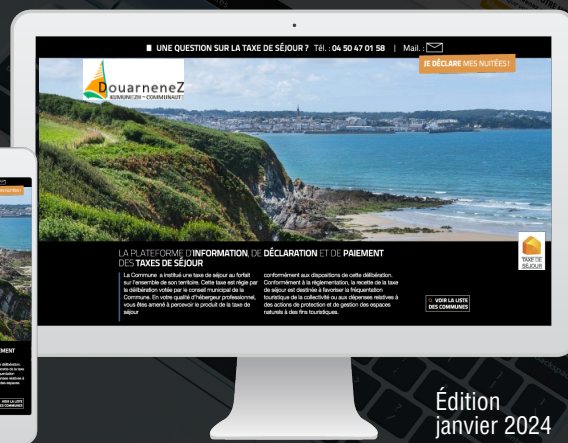 UNE QUESTION SUR LA TAXE DE SÉJOUR ? Tél. : 04 50 47 01 58 | Mail. :
JE DÉCLARE MES NUITÉES !
DouarneneZ
KUMUNIEZH ~ COMMUNAUTÉ
LA PLATEFORME D'INFORMATION, DE DÉCLARATION ET DE PAIEMENT
DES TAXES DE SÉJOUR
La Commune a institué une taxe de séjour au forfait
sur l'ensemble de son territoire. Cette taxe est régie par
la délibération votée par le conseil municipal de la
Commune. En votre qualité d'hébergeur professionnel,
vous êtes amené à percevoir le produit de la taxe de
séjour
conformément aux dispositions de cette délibération.
Conformément à la réglementation, la recette de la taxe
de séjour est destinée à favoriser la fréquentation
touristique de la collectivité ou aux dépenses relatives à
des actions de protection et de gestion des espaces
naturels à des fins touristiques.
TAXE DE
SÉJOUR
VOIR LA LISTE
DES COMMUNES
Édition
janvier 2024